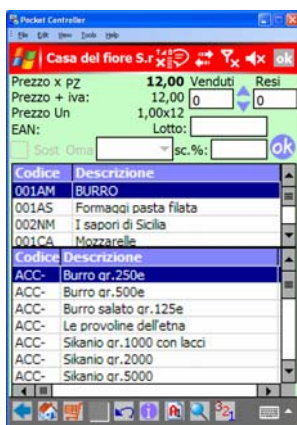 Pocket Controller
File Edit View Tools Help
Casa del fiore S.r ok
Prezzo x PZ 12,00 Venduti Resi
Prezzo + iva: 12,00 0 0
Prezzo Un 1,00x12
EAN: Lotto:
Sost Oma sc.%: ok
Codice Descrizione
001AM BURRO
001AS Formaggi pasta filata
002NM I sapori di Sicilia
001CA Mozzarelle
Codice Descrizione
ACC- Burro gr.250e
ACC- Burro gr.500e
ACC- Burro salato gr.125e
ACC- Le provoline dell'etna
ACC- Sikanio gr.1000 con lacci
ACC- Sikanio gr.2000
ACC- Sikanio gr.5000
321